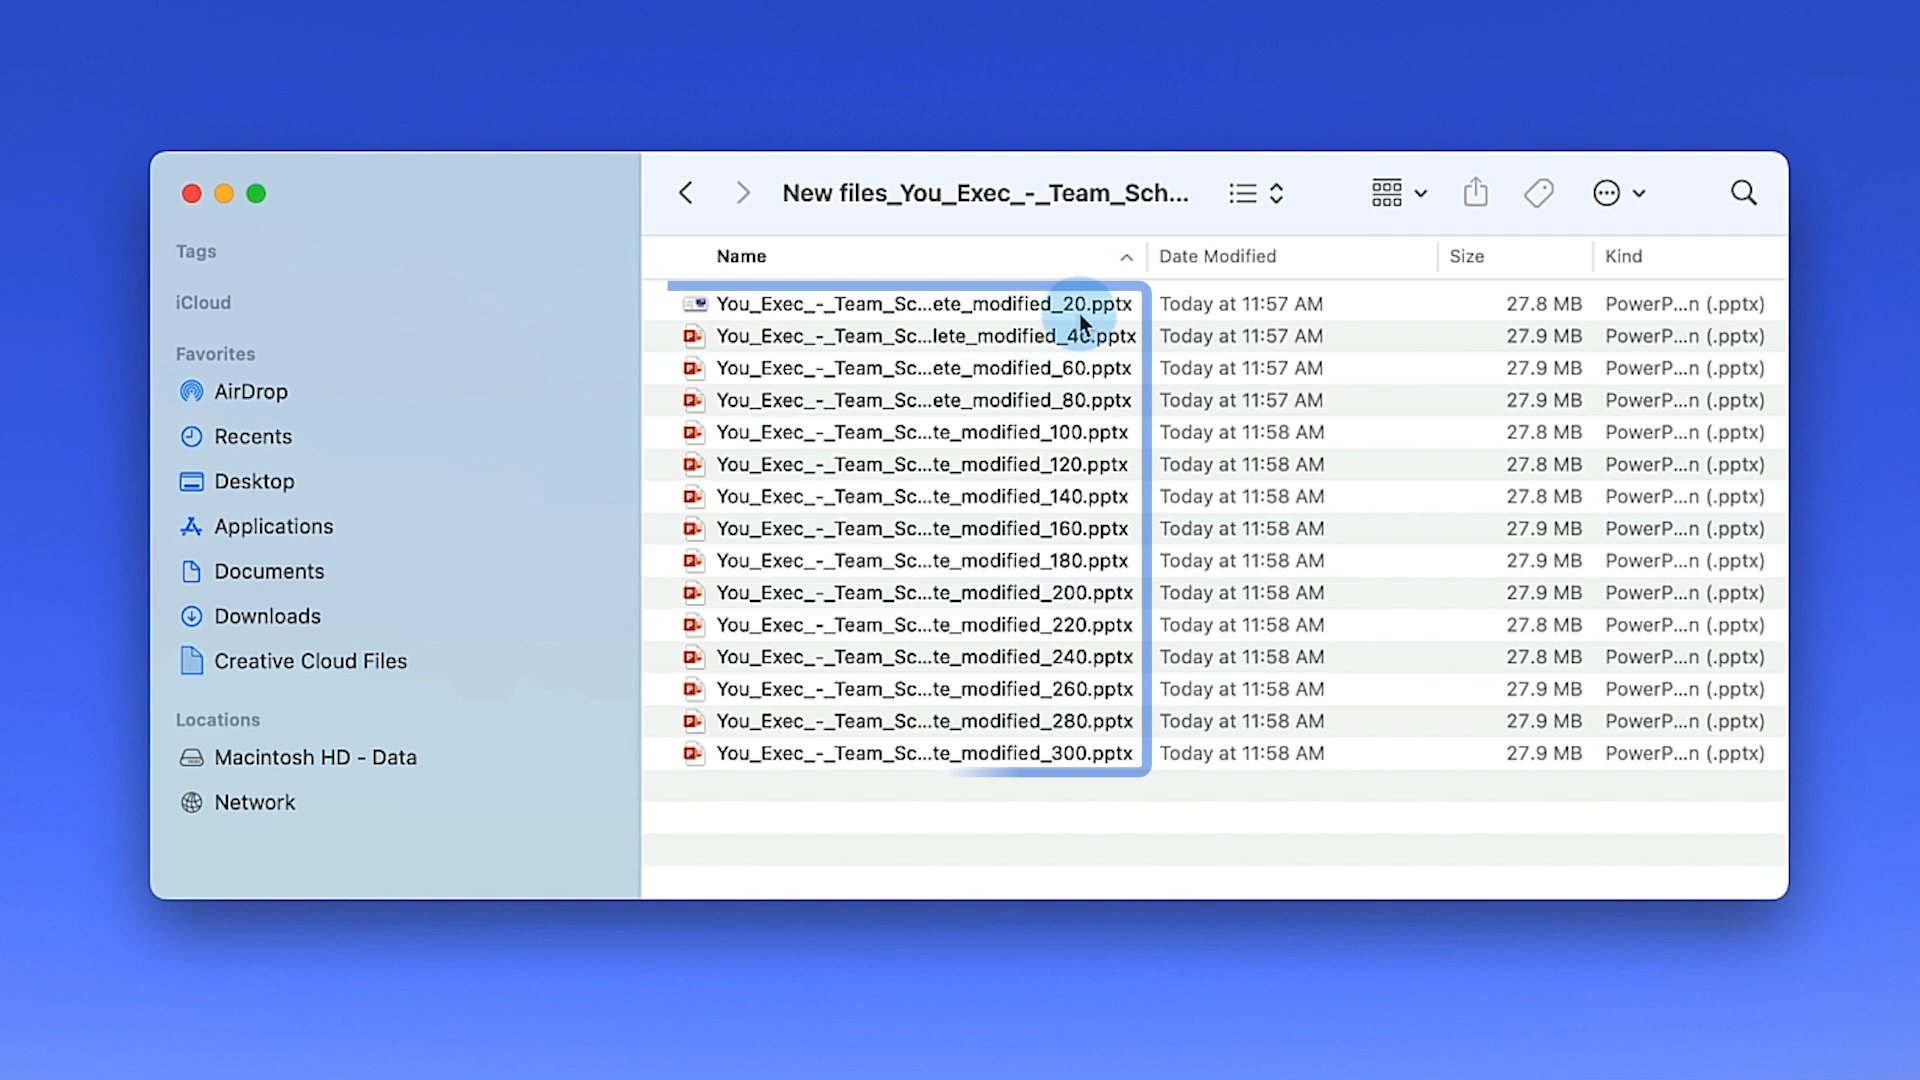 New files_You_Exec_-_Team_Sch...
Tags
iCloud
Favorites
AirDrop
Recents
Desktop
Applications
Documents
Downloads
Creative Cloud Files
Locations
Macintosh HD - Data
Network
Name Date Modified Size Kind
You_Exec_-_Team_Sc...ete_modified_20.pptx Today at 11:57 AM 27.8 MB PowerP...n (.pptx)
You_Exec_-_Team_Sc...lete_modified_40.pptx Today at 11:57 AM 27.9 MB PowerP...n (.pptx)
You_Exec_-_Team_Sc...ete_modified_60.pptx Today at 11:57 AM 27.9 MB PowerP...n (.pptx)
You_Exec_-_Team_Sc...ete_modified_80.pptx Today at 11:57 AM 27.9 MB PowerP...n (.pptx)
You_Exec_-_Team_Sc...te_modified_100.pptx Today at 11:58 AM 27.8 MB PowerP...n (.pptx)
You_Exec_-_Team_Sc...te_modified_120.pptx Today at 11:58 AM 27.8 MB PowerP...n (.pptx)
You_Exec_-_Team_Sc...te_modified_140.pptx Today at 11:58 AM 27.8 MB PowerP...n (.pptx)
You_Exec_-_Team_Sc...te_modified_160.pptx Today at 11:58 AM 27.9 MB PowerP...n (.pptx)
You_Exec_-_Team_Sc...te_modified_180.pptx Today at 11:58 AM 27.9 MB PowerP...n (.pptx)
You_Exec_-_Team_Sc...te_modified_200.pptx Today at 11:58 AM 27.9 MB PowerP...n (.pptx)
You_Exec_-_Team_Sc...te_modified_220.pptx Today at 11:58 AM 27.8 MB PowerP...n (.pptx)
You_Exec_-_Team_Sc...te_modified_240.pptx Today at 11:58 AM 27.8 MB PowerP...n (.pptx)
You_Exec_-_Team_Sc...te_modified_260.pptx Today at 11:58 AM 27.9 MB PowerP...n (.pptx)
You_Exec_-_Team_Sc...te_modified_280.pptx Today at 11:58 AM 27.9 MB PowerP...n (.pptx)
You_Exec_-_Team_Sc...te_modified_300.pptx Today at 11:58 AM 27.9 MB PowerP...n (.pptx)